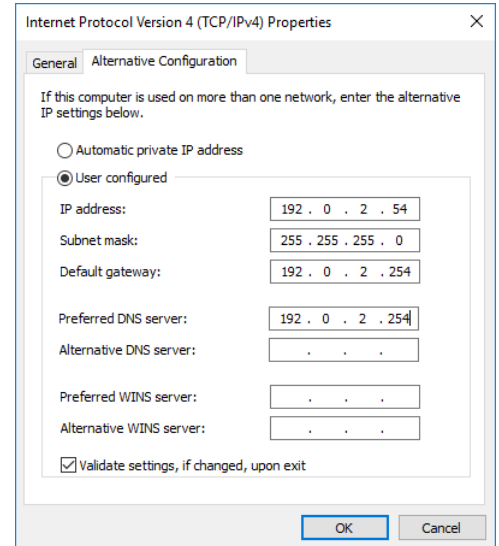 Internet Protocol Version 4 (TCP/IPv4) Properties
General Alternative Configuration
If this computer is used on more than one network, enter the alternative
IP settings below.
Automatic private IP address
User configured
IP address: 192 . 0 . 2 . 54
Subnet mask: 255 . 255 . 255 . 0
Default gateway: 192 . 0 . 2 . 254
Preferred DNS server: 192 . 0 . 2 . 254
Alternative DNS server: . . .
Preferred WINS server: . . .
Alternative WINS server: . . .
Validate settings, if changed, upon exit
OK Cancel